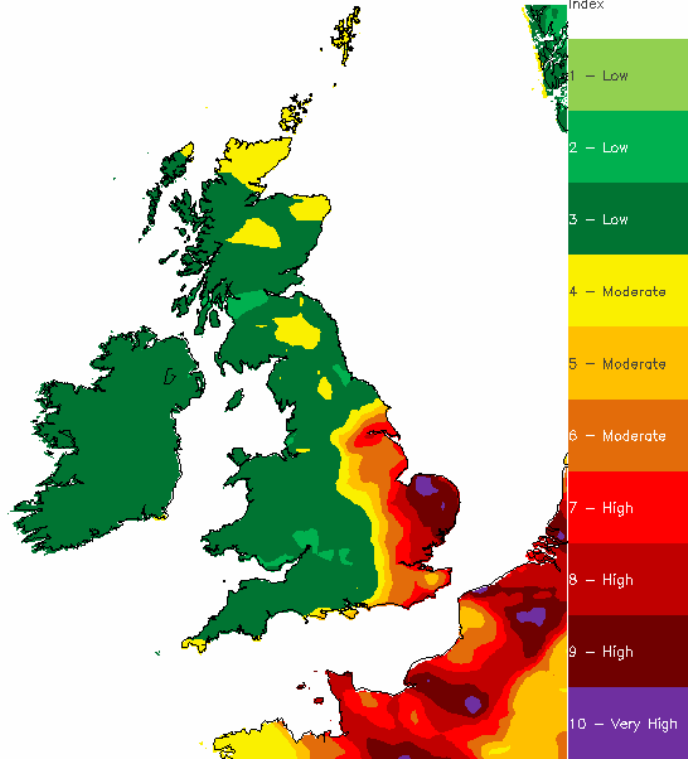 Index
1 – Low
2 – Low
3 – Low
4 – Moderate
5 – Moderate
6 – Moderate
7 – High
8 – High
9 – High
10 – Very High